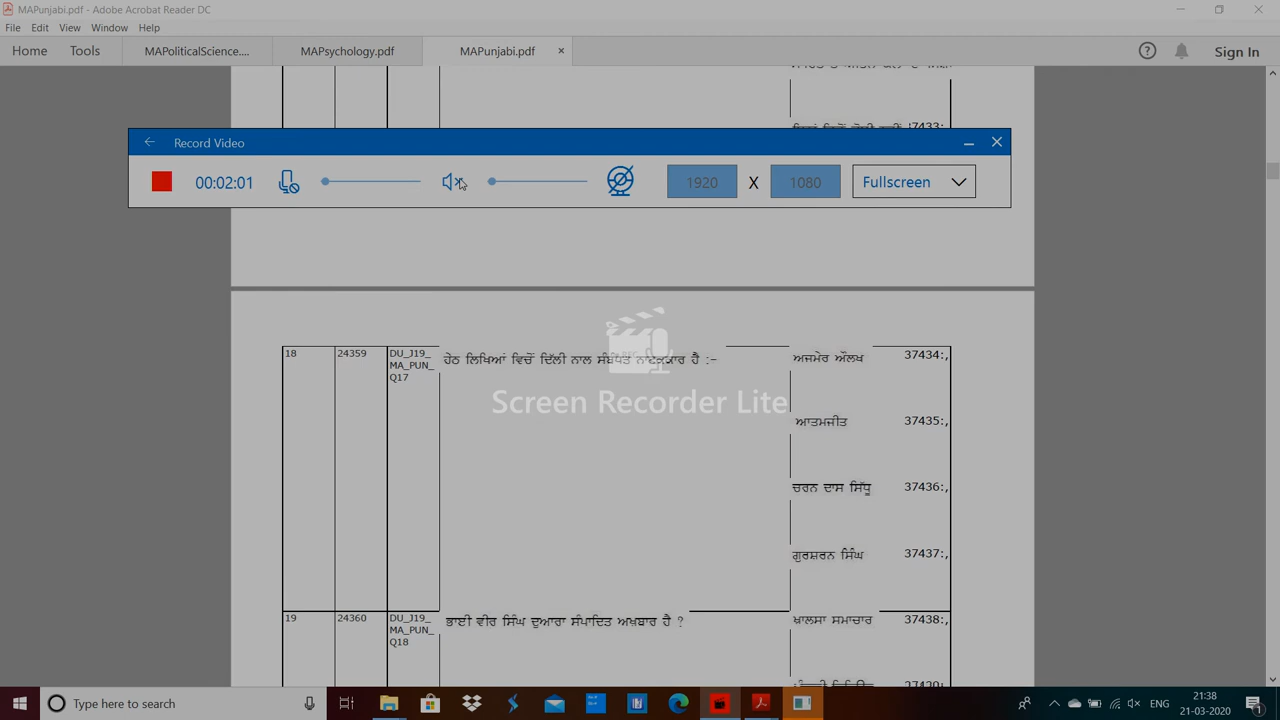 MAPunjabi.pdf - Adobe Acrobat Reader DC
File Edit View Window Help
Home Tools MAPoliticalScience.... MAPsychology.pdf MAPunjabi.pdf × ? Sign In
37433:,
Record Video
00:02:01 1920 X 1080 Fullscreen
Screen Recorder Lite
18 24359 DU_J19_ ਹੇਠ ਲਿਖਿਆਂ ਵਿਚੋਂ ਦਿੱਲੀ ਨਾਲ ਸੰਬੰਧਤ ਨਾਟਕਕਾਰ ਹੈ :- ਅਜਮੇਰ ਔਲਖ 37434:,
MA_PUN_
Q17
ਆਤਮਜੀਤ 37435:,
ਚਰਨ ਦਾਸ ਸਿੱਧੂ 37436:,
ਗੁਰਸ਼ਰਨ ਸਿੰਘ 37437:,
19 24360 DU_J19_ ਭਾਈ ਵੀਰ ਸਿੰਘ ਦੁਆਰਾ ਸੰਪਾਦਿਤ ਅਖ਼ਬਾਰ ਹੈ ? ਖ਼ਾਲਸਾ ਸਮਾਚਾਰ 37438:,
MA_PUN_
Q18
Type here to search ENG 21:38
21-03-2020